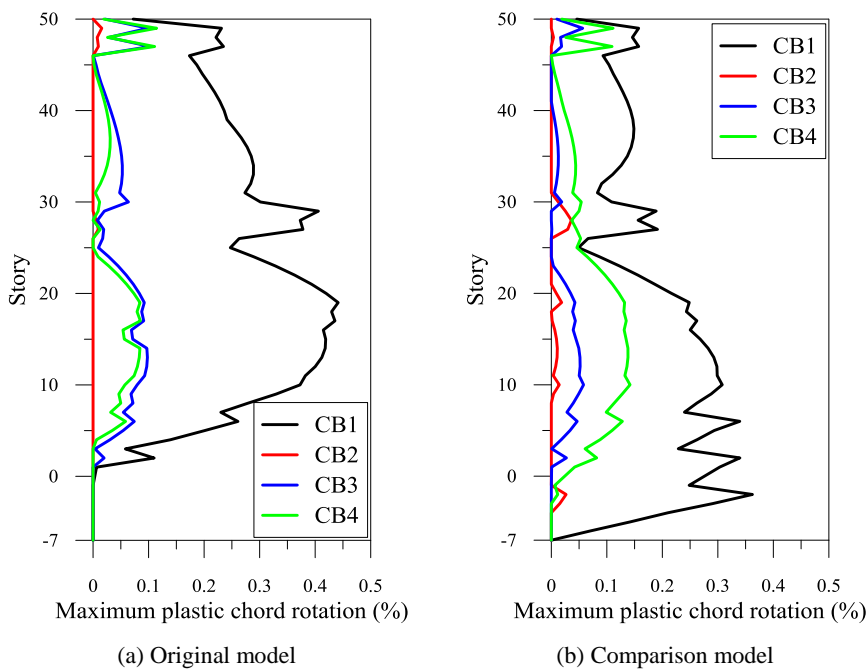 50
40
30
20
10
0
-7
Story
CB1
CB2
CB3
CB4
0 0.1 0.2 0.3 0.4 0.5
Maximum plastic chord rotation (%)
(a) Original model
50
40
30
20
10
0
-7
Story
CB1
CB2
CB3
CB4
0 0.1 0.2 0.3 0.4 0.5
Maximum plastic chord rotation (%)
(b) Comparison model